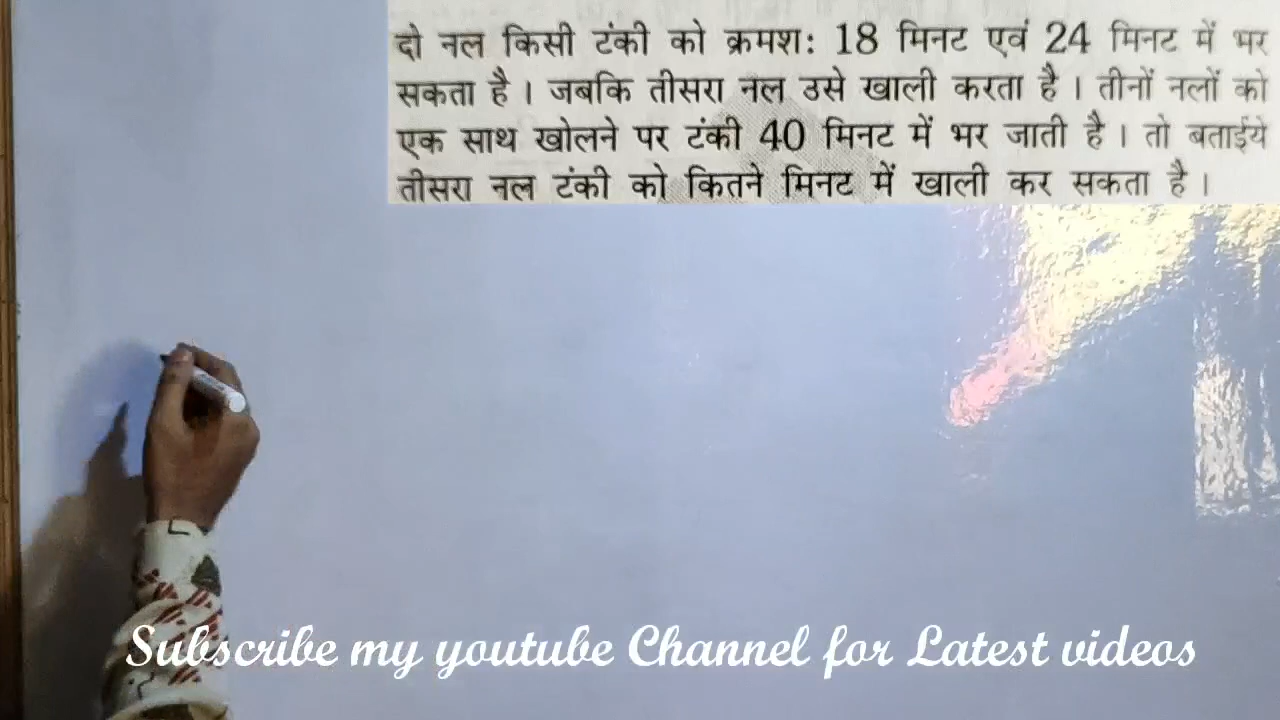 दो नल किसी टंकी को क्रमश: 18 मिनट एवं 24 मिनट में भर
सकता है । जबकि तीसरा नल उसे खाली करता है । तीनों नलों को
एक साथ खोलने पर टंकी 40 मिनट में भर जाती है । तो बताईये
तीसरा नल टंकी को कितने मिनट में खाली कर सकता है ।
Subscribe my youtube Channel for Latest videos